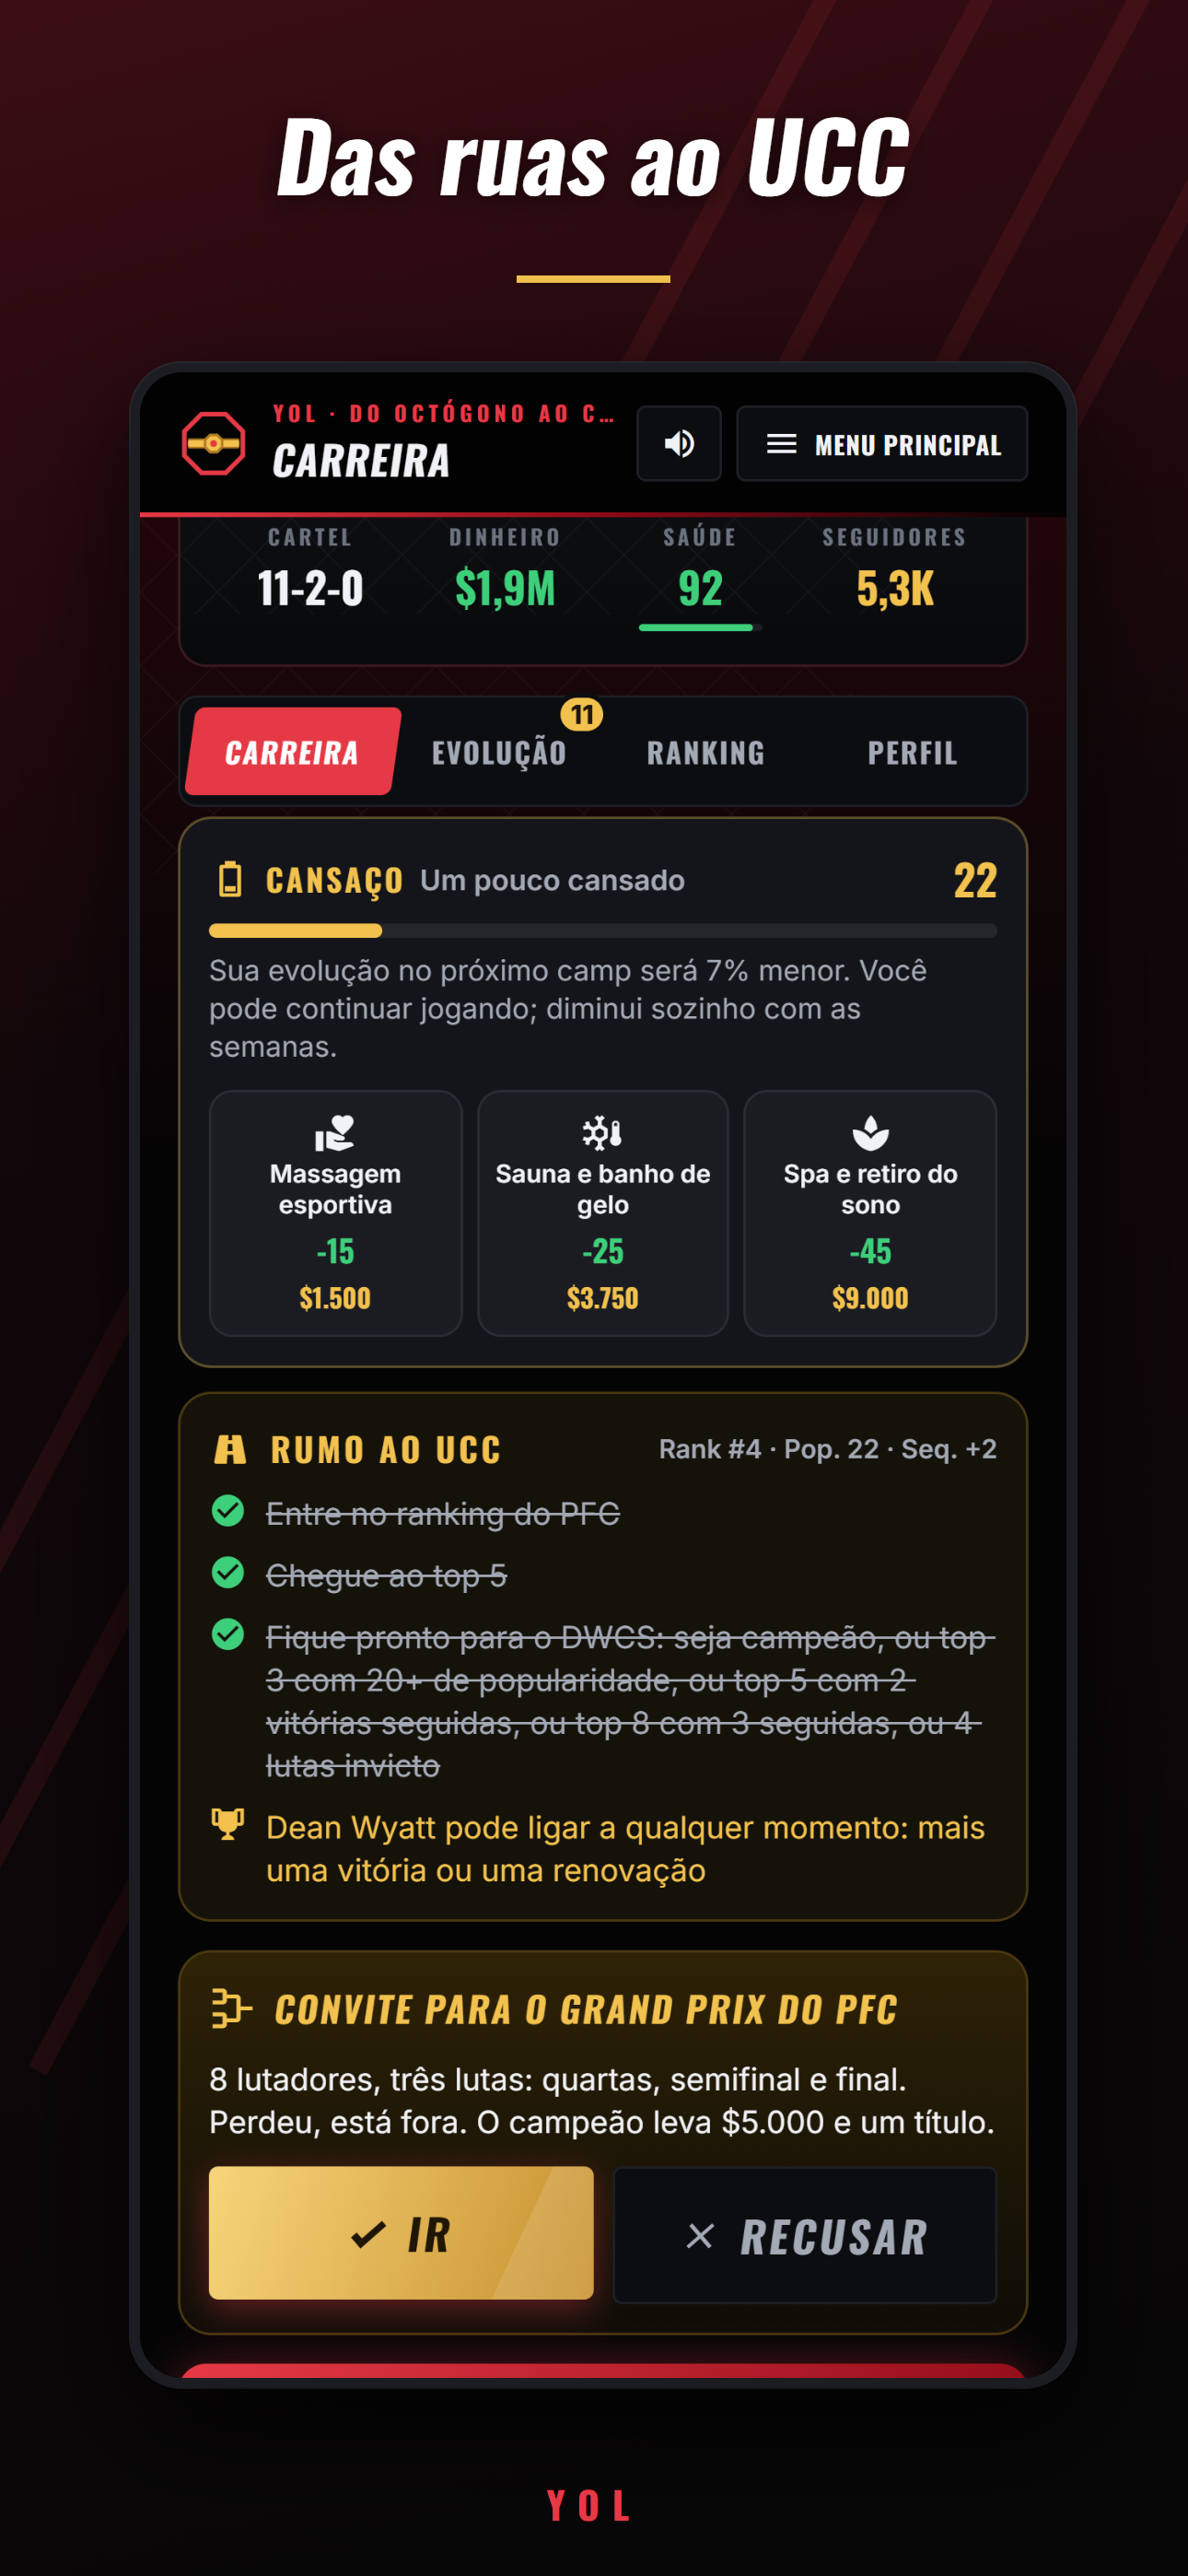 Das ruas ao UCC
YOL · DO OCTÓGONO AO C...
CARREIRA
MENU PRINCIPAL
CARTEL DINHEIRO SAÚDE SEGUIDORES
11-2-0 $1,9M 92 5,3K
CARREIRA EVOLUÇÃO 11 RANKING PERFIL
CANSAÇO Um pouco cansado 22
Sua evolução no próximo camp será 7% menor. Você
pode continuar jogando; diminui sozinho com as
semanas.
Massagem
esportiva
-15
$1.500
Sauna e banho de
gelo
-25
$3.750
Spa e retiro do
sono
-45
$9.000
RUMO AO UCC Rank #4 · Pop. 22 · Seq. +2
Entre no ranking do PFC
Chegue ao top 5
Fique pronto para o DWCS: seja campeão, ou top
3 com 20+ de popularidade, ou top 5 com 2
vitórias seguidas, ou top 8 com 3 seguidas, ou 4
lutas invicto
Dean Wyatt pode ligar a qualquer momento: mais
uma vitória ou uma renovação
CONVITE PARA O GRAND PRIX DO PFC
8 lutadores, três lutas: quartas, semifinal e final.
Perdeu, está fora. O campeão leva $5.000 e um título.
IR RECUSAR
YOL